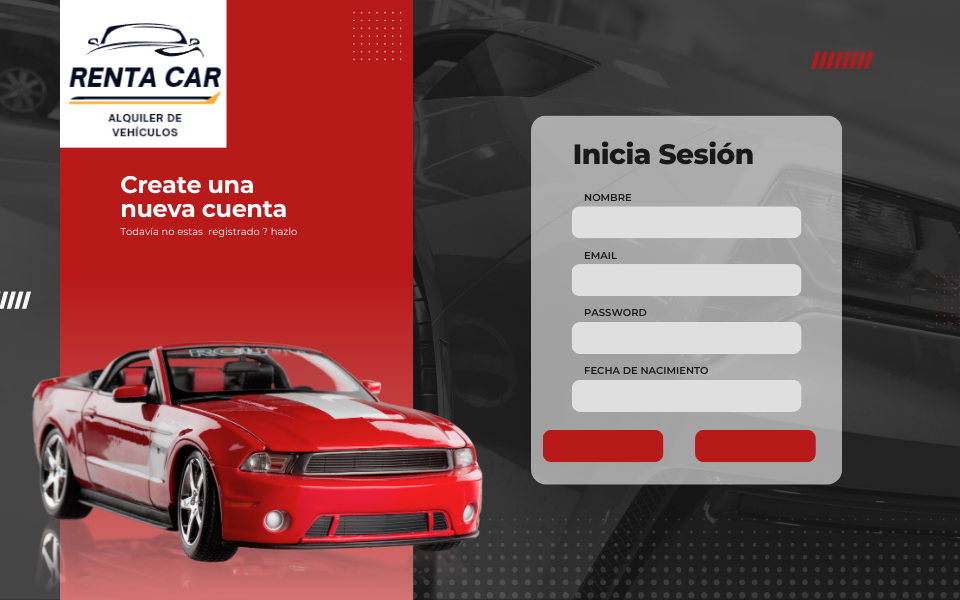 RENTA CAR
ALQUILER DE
VEHÍCULOS
Create una
nueva cuenta
Todavía no estas registrado ? hazlo
Inicia Sesión
NOMBRE
EMAIL
PASSWORD
FECHA DE NACIMIENTO